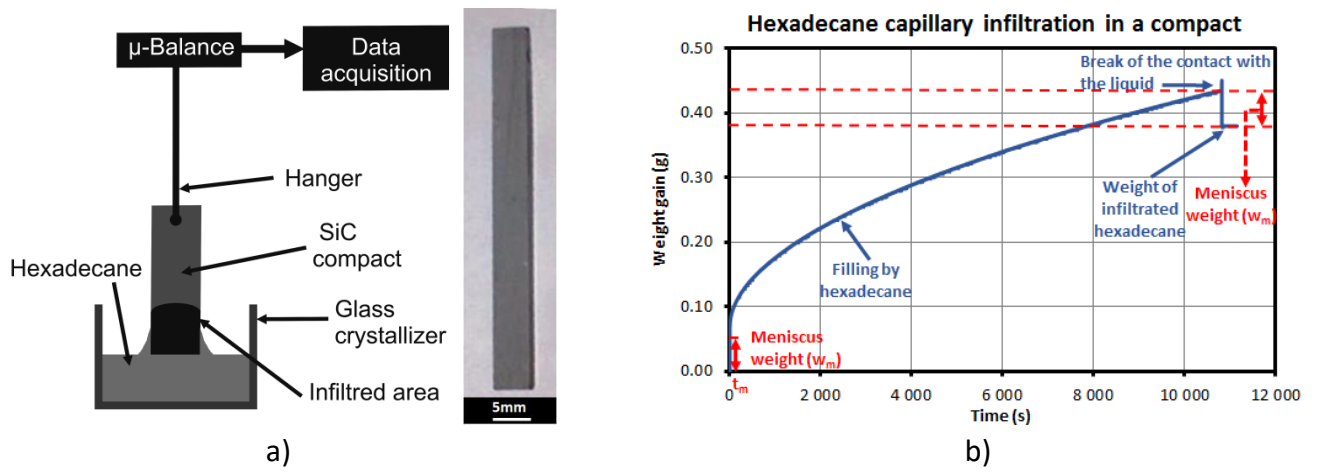 μ-Balance
Data
acquisition
Hanger
SiC
compact
Hexadecane
Glass
crystallizer
Infiltred area
5mm
a)
Hexadecane capillary infiltration in a compact
Weight gain (g)
0.50
0.40
0.30
0.20
0.10
0.00
Break of the contact with
the liquid
Weight of
infiltrated
hexadecane
Meniscus
weight (wm)
Filling by
hexadecane
Meniscus
weight (wm)
tm
0
2 000
4 000
6 000
8 000
10 000
12 000
Time (s)
b)